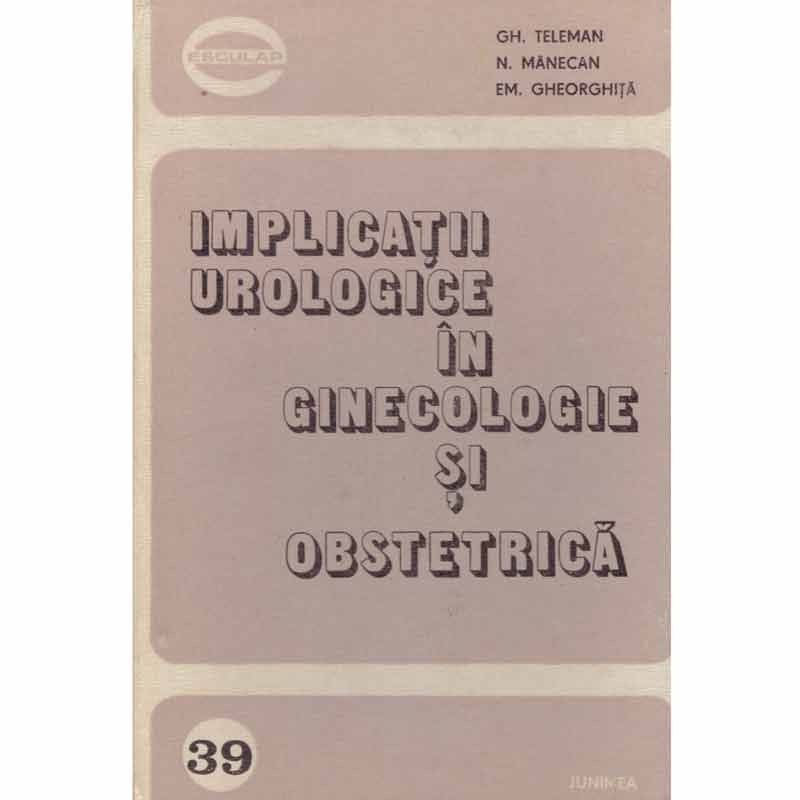 ESCULAP
GH. TELEMAN
N. MĂNECAN
EM. GHEORGHIȚĂ
IMPLICAȚII
UROLOGICE
ÎN
GINECOLOGIE
ȘI
OBSTETRICĂ
39
JUNIMEA